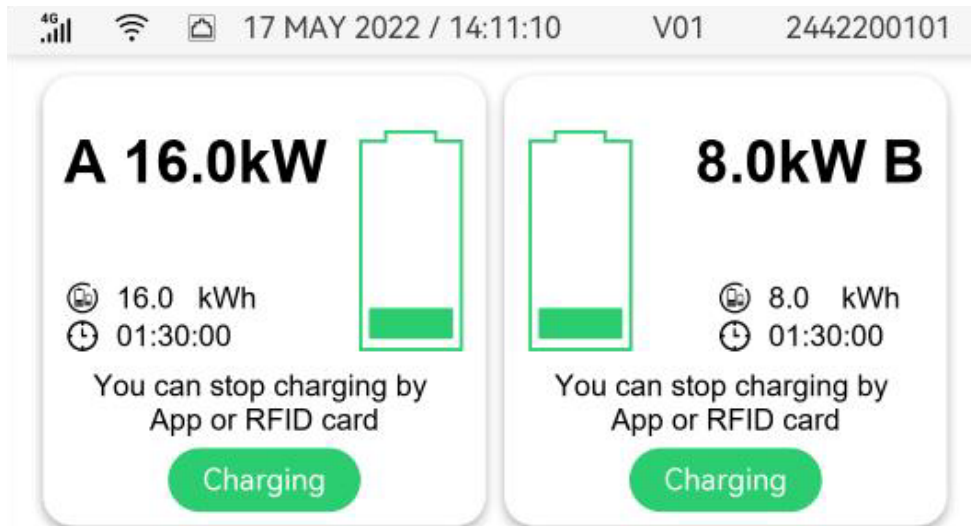 4G 17 MAY 2022 / 14:11:10 V01 2442200101
A 16.0kW
16.0 kWh
01:30:00
You can stop charging by
App or RFID card
Charging
8.0kW B
8.0 kWh
01:30:00
You can stop charging by
App or RFID card
Charging